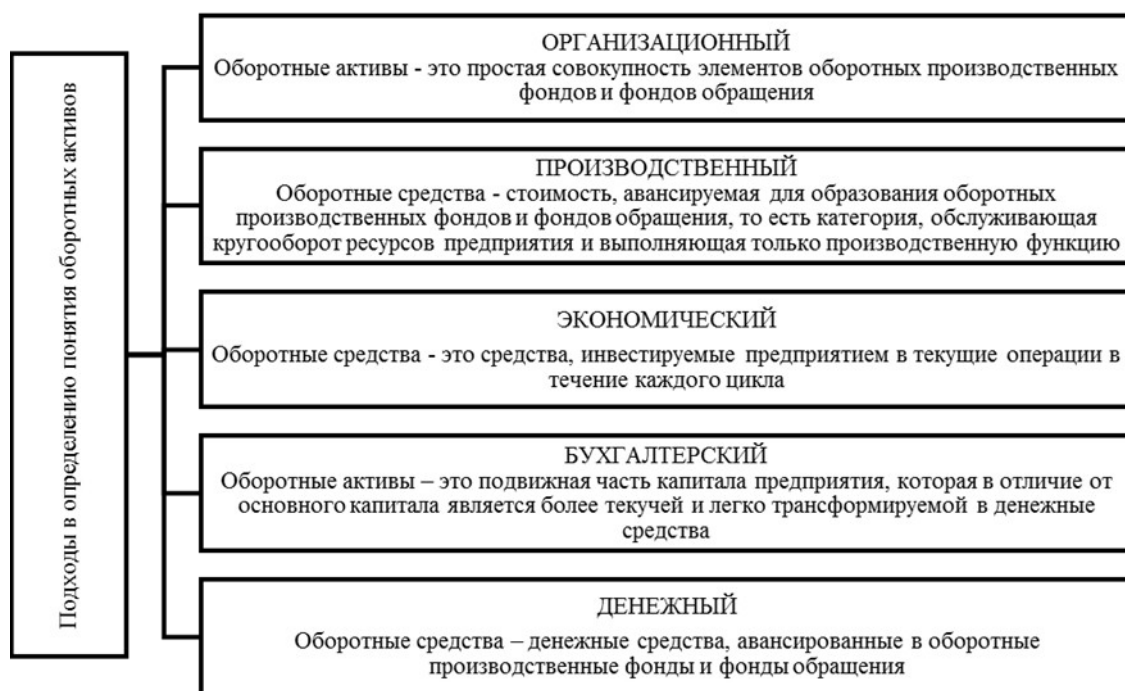 Подходы в определению понятия оборотных активов
ОРГАНИЗАЦИОННЫЙ
Оборотные активы - это простая совокупность элементов оборотных производственных
фондов и фондов обращения
ПРОИЗВОДСТВЕННЫЙ
Оборотные средства - стоимость, авансируемая для образования оборотных
производственных фондов и фондов обращения, то есть категория, обслуживающая
кругооборот ресурсов предприятия и выполняющая только производственную функцию
ЭКОНОМИЧЕСКИЙ
Оборотные средства - это средства, инвестируемые предприятием в текущие операции в
течение каждого цикла
БУХГАЛТЕРСКИЙ
Оборотные активы – это подвижная часть капитала предприятия, которая в отличие от
основного капитала является более текучей и легко трансформируемой в денежные
средства
ДЕНЕЖНЫЙ
Оборотные средства – денежные средства, авансированные в оборотные
производственные фонды и фонды обращения